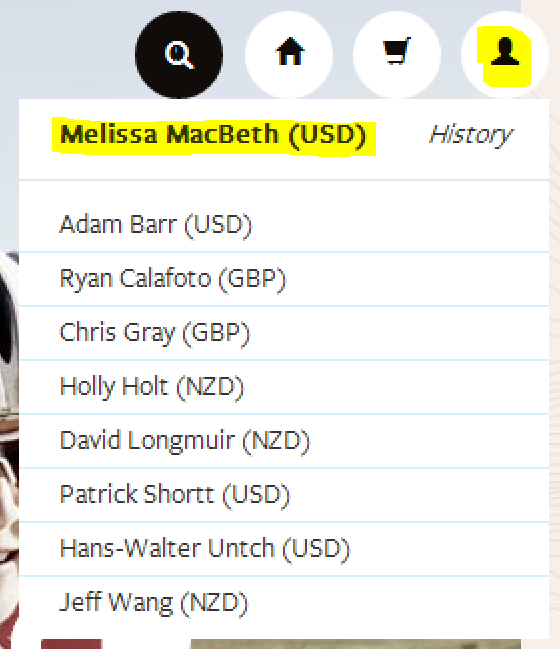 Melissa MacBeth (USD) History
Adam Barr (USD)
Ryan Calafoto (GBP)
Chris Gray (GBP)
Holly Holt (NZD)
David Longmuir (NZD)
Patrick Shortt (USD)
Hans-Walter Untch (USD)
Jeff Wang (NZD)